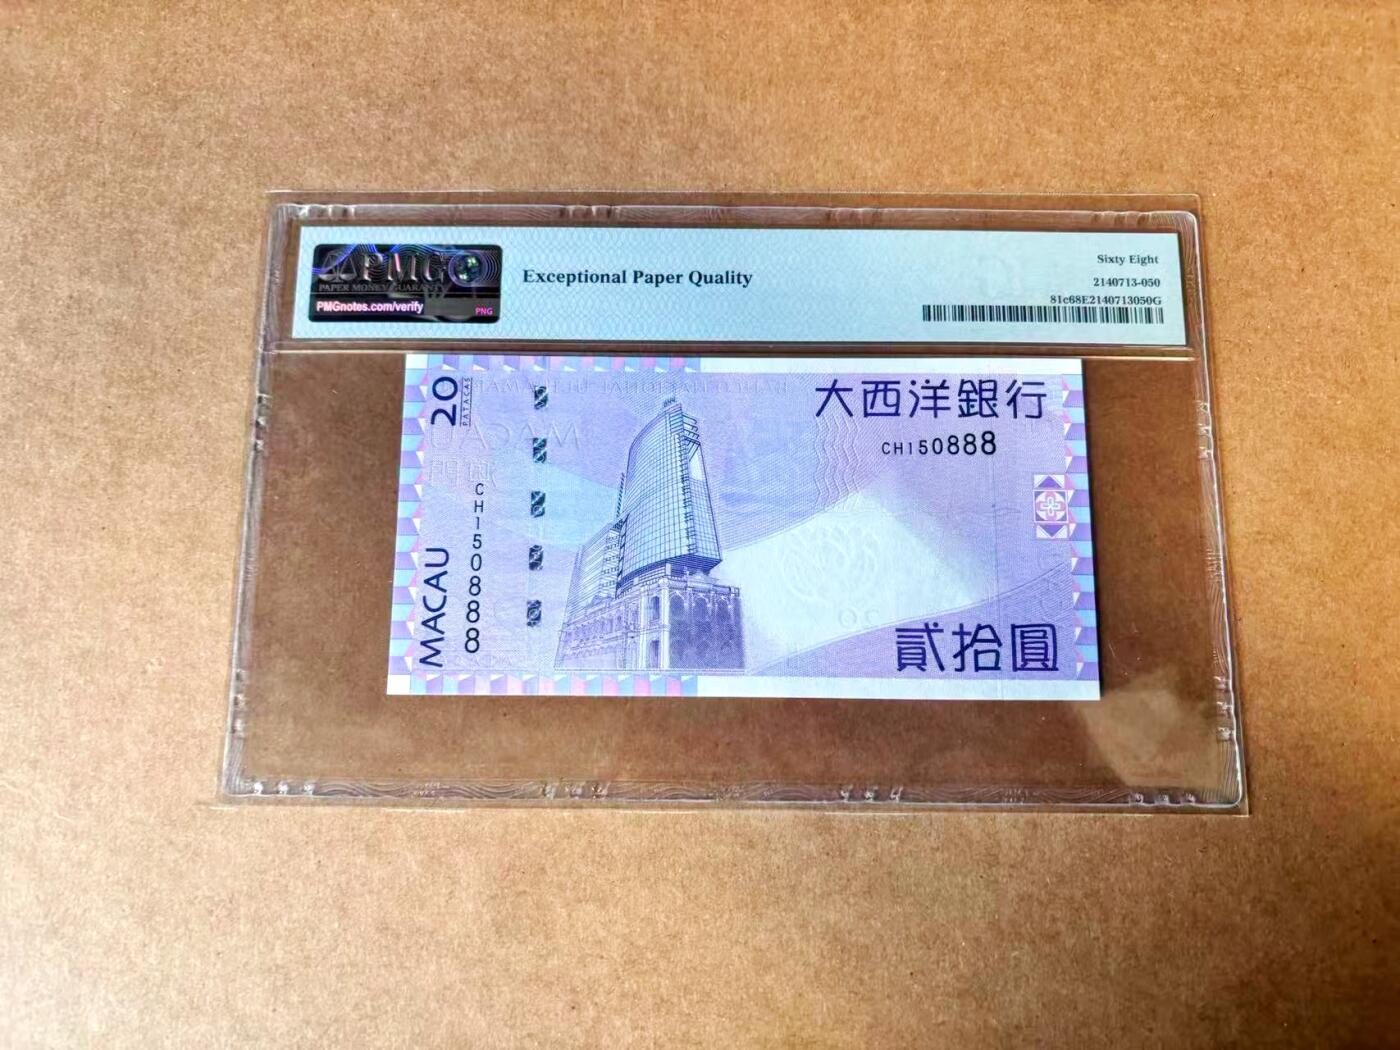 PMG
PAPER MONEY GUARANTY
PMGnotes.com/verify
PNG
Exceptional Paper Quality
Sixty Eight
2140713-050
81c68E2140713050G
20
PATACAS
MACAU
CH150888
大西洋銀行
CH150888
貳拾圓